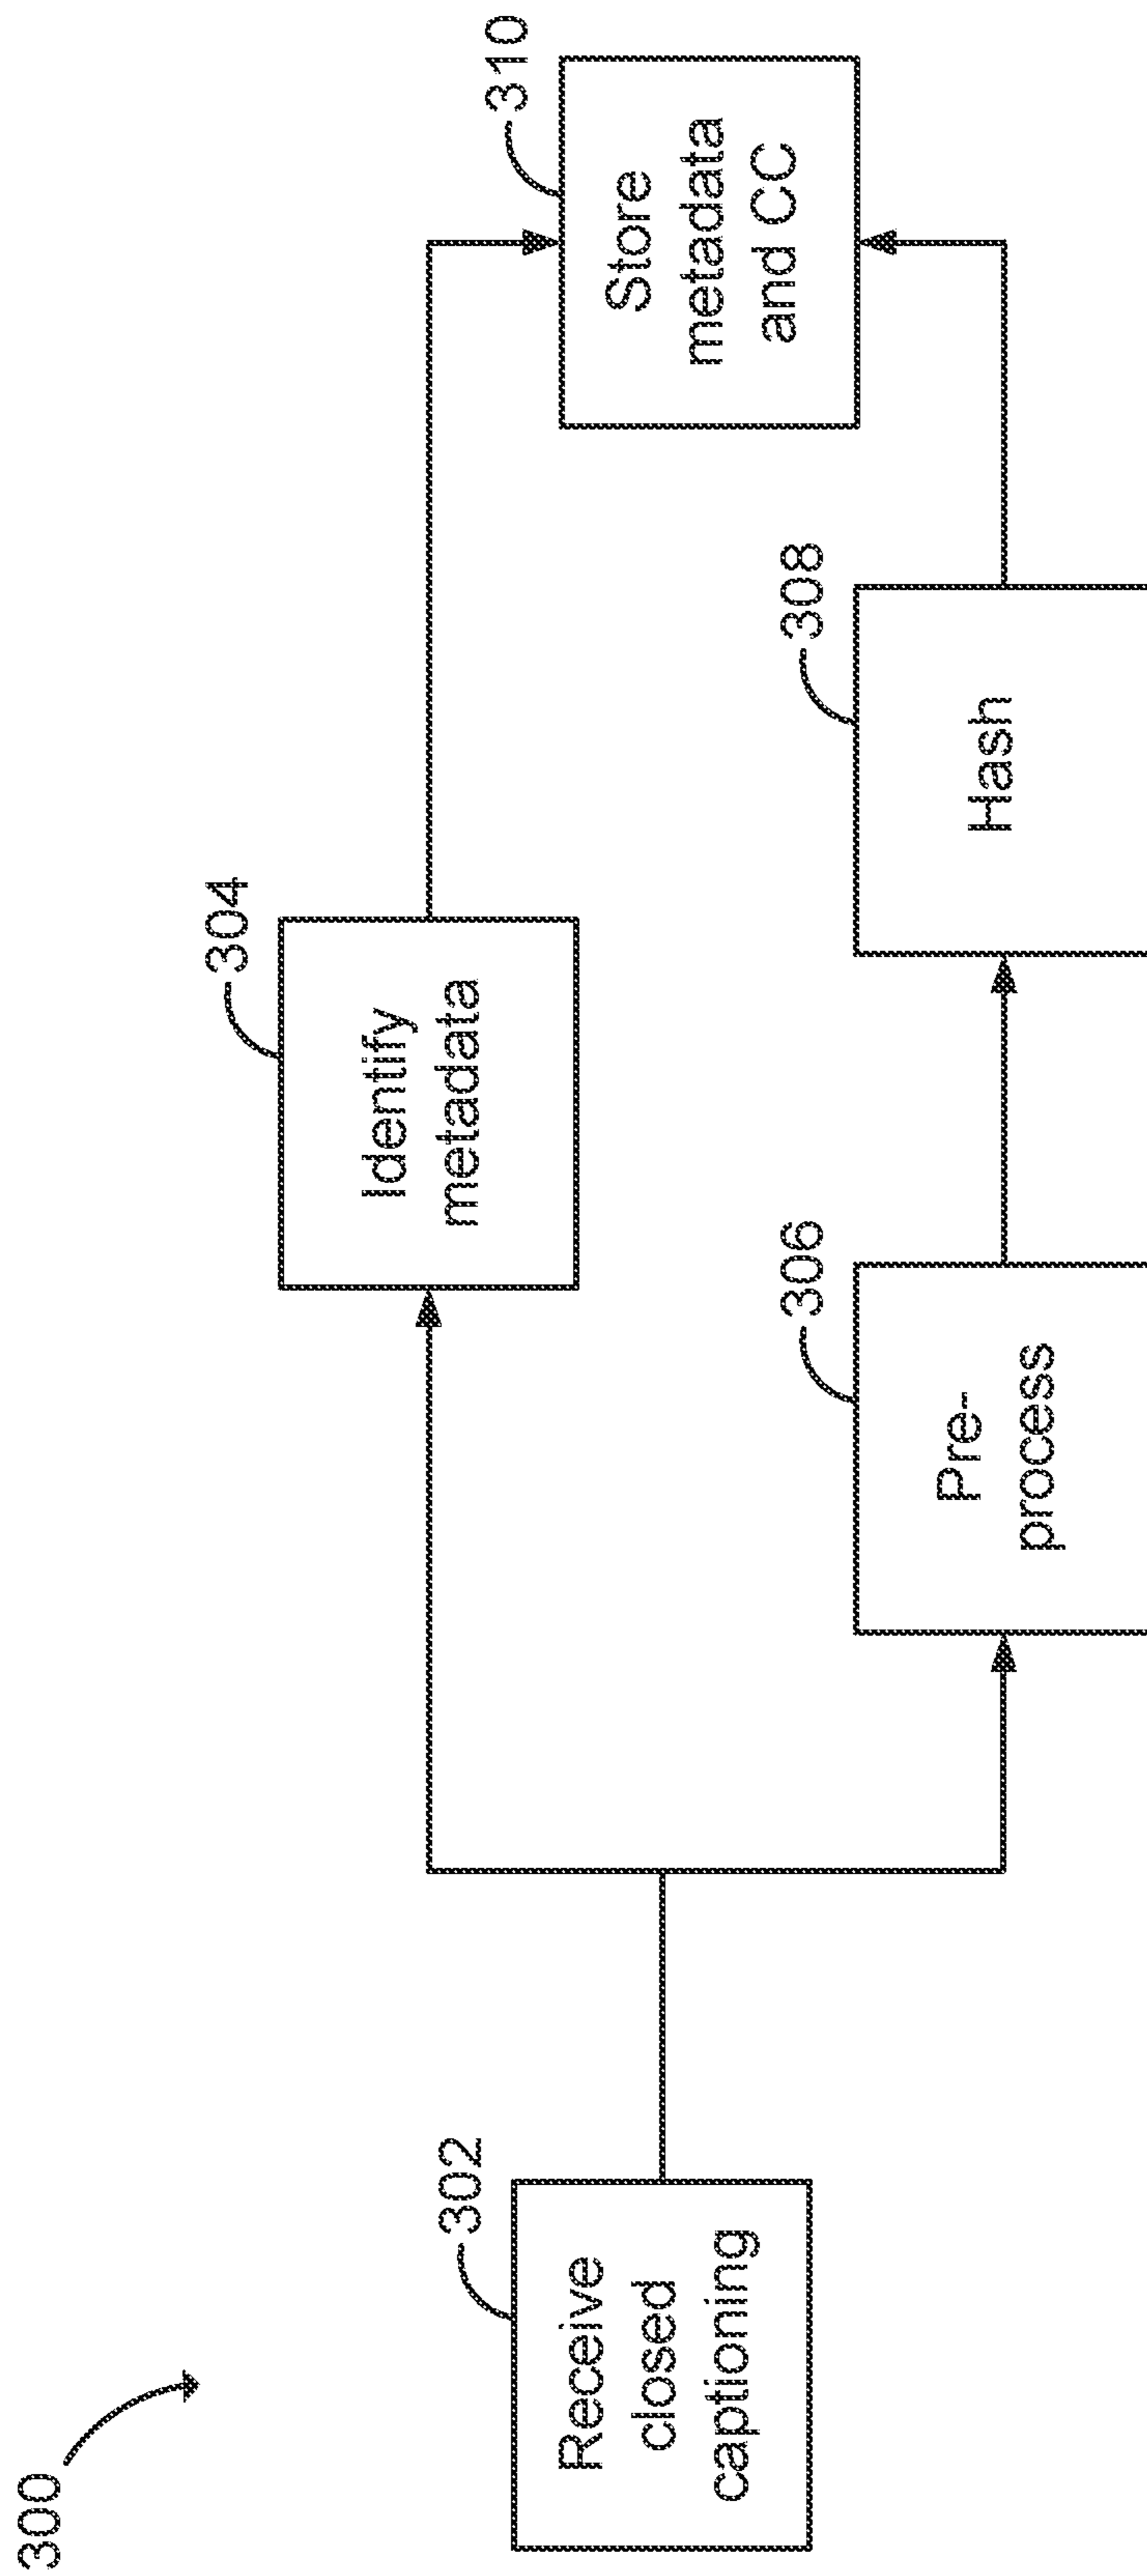 300
302
Receive
closed
captioning
304
Identify
metadata
306
Pre-
process
308
Hash
310
Store
metadata
and CC